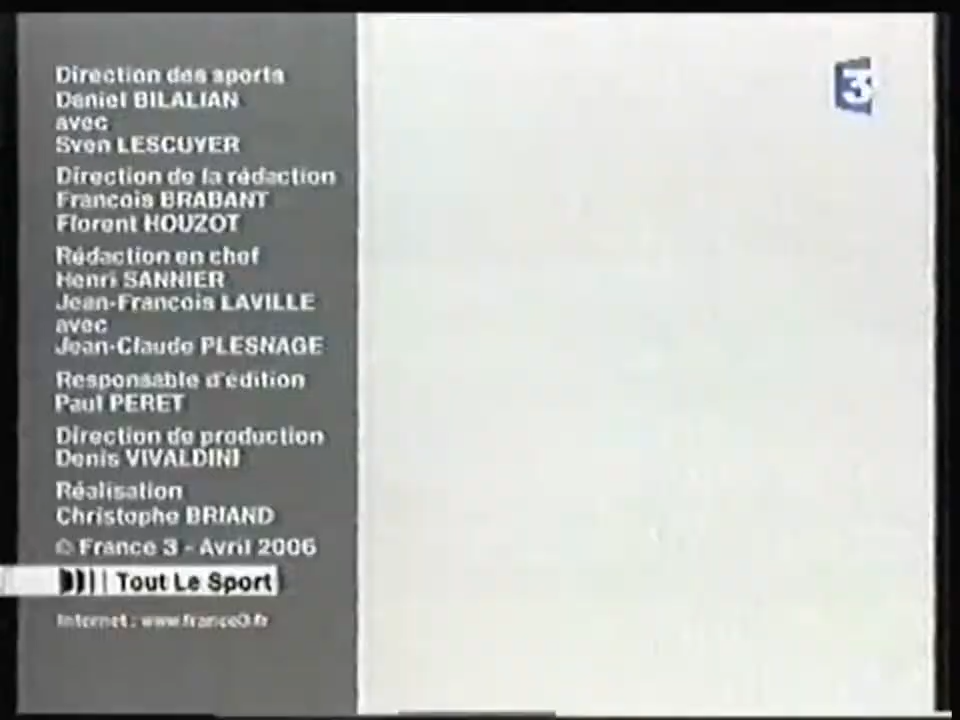 Direction des sports
Daniel BILALIAN
avec
Sven LESCUYER
Direction de la rédaction
François BRABANT
Florent HOUZOT
Rédaction en chef
Henri SANNIER
Jean-François LAVILLE
avec
Jean-Claude PLESNAGE
Responsable d'édition
Paul PERET
Direction de production
Denis VIVALDINI
Réalisation
Christophe BRIAND
© France 3 - Avril 2006
Tout Le Sport
Internet : www.france3.fr
3